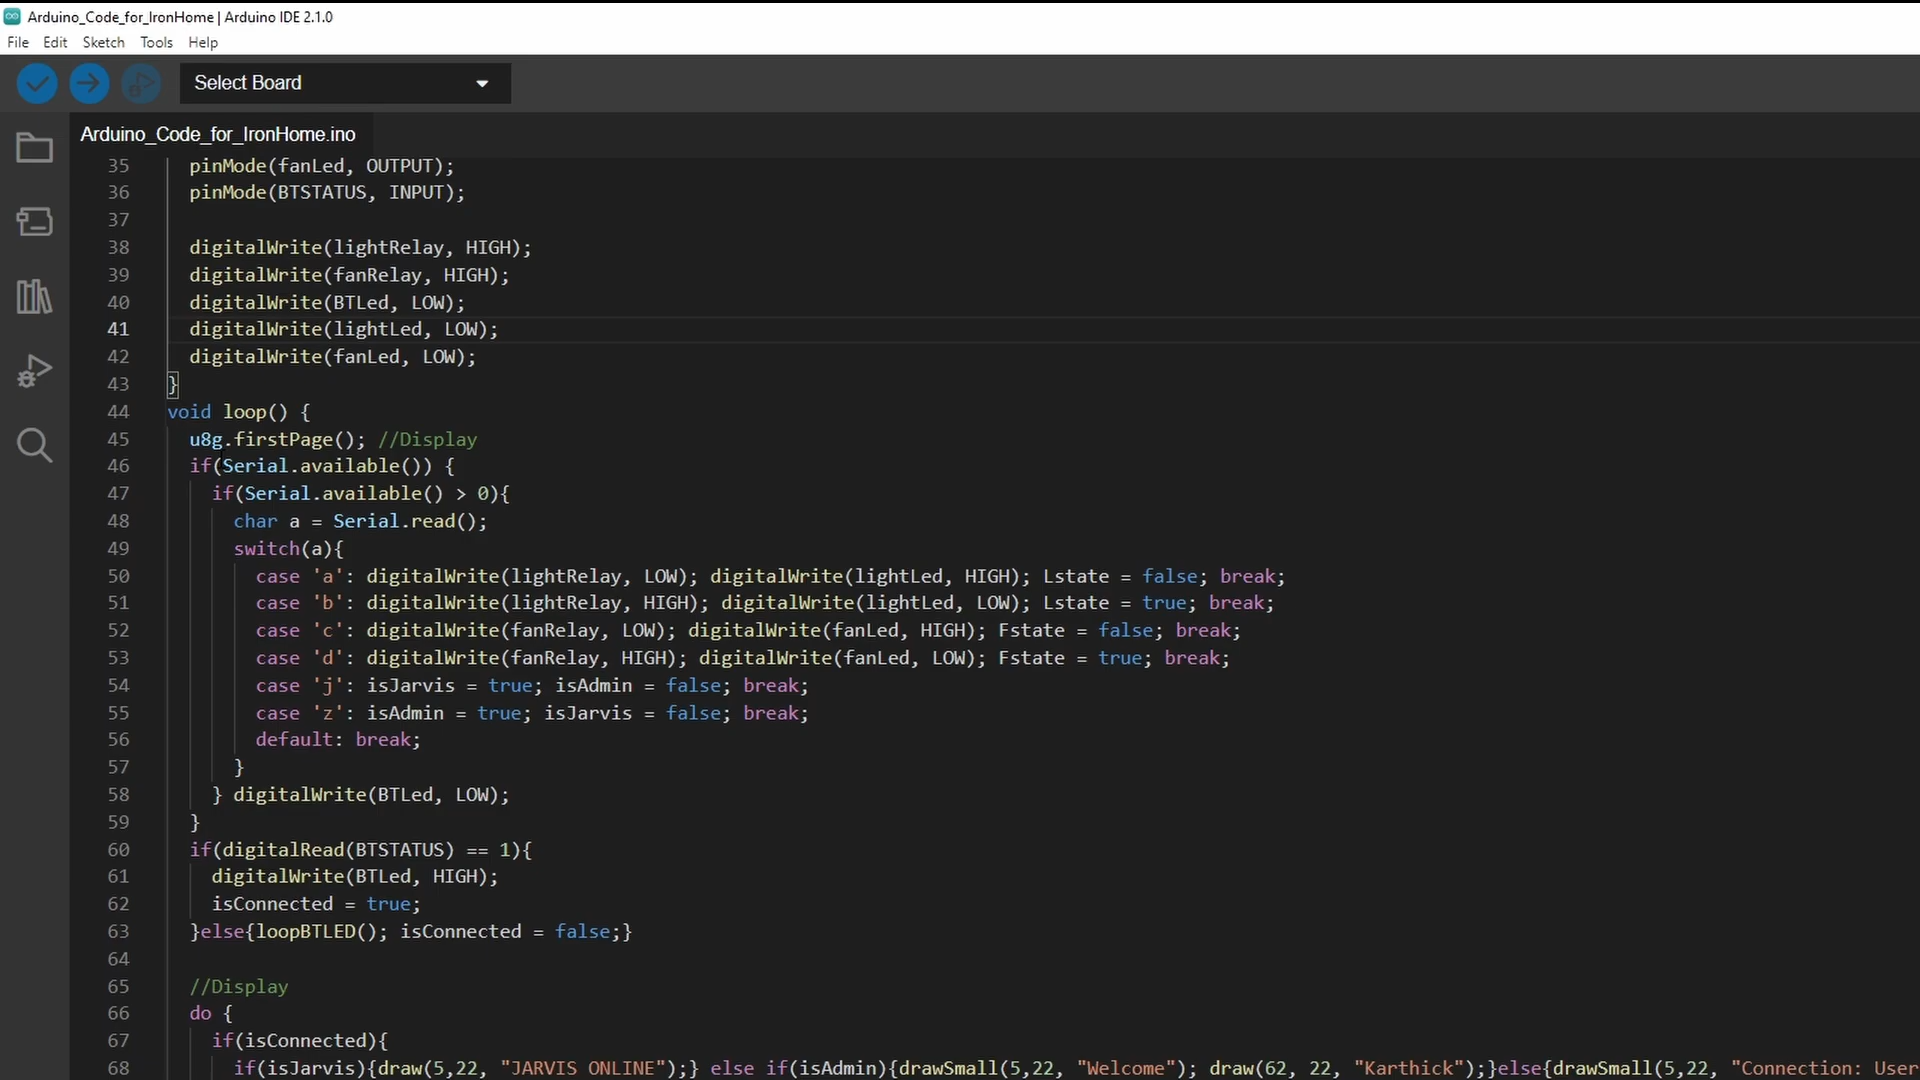 Arduino_Code_for_IronHome | Arduino IDE 2.1.0
File Edit Sketch Tools Help
Select Board
Arduino_Code_for_IronHome.ino
35 pinMode(fanLed, OUTPUT);
36 pinMode(BTSTATUS, INPUT);
37
38 digitalWrite(lightRelay, HIGH);
39 digitalWrite(fanRelay, HIGH);
40 digitalWrite(BTLed, LOW);
41 digitalWrite(lightLed, LOW);
42 digitalWrite(fanLed, LOW);
43 }
44 void loop() {
45 u8g.firstPage(); //Display
46 if(Serial.available()) {
47 if(Serial.available() > 0){
48 char a = Serial.read();
49 switch(a){
50 case 'a': digitalWrite(lightRelay, LOW); digitalWrite(lightLed, HIGH); Lstate = false; break;
51 case 'b': digitalWrite(lightRelay, HIGH); digitalWrite(lightLed, LOW); Lstate = true; break;
52 case 'c': digitalWrite(fanRelay, LOW); digitalWrite(fanLed, HIGH); Fstate = false; break;
53 case 'd': digitalWrite(fanRelay, HIGH); digitalWrite(fanLed, LOW); Fstate = true; break;
54 case 'j': isJarvis = true; isAdmin = false; break;
55 case 'z': isAdmin = true; isJarvis = false; break;
56 default: break;
57 }
58 } digitalWrite(BTLed, LOW);
59 }
60 if(digitalRead(BTSTATUS) == 1){
61 digitalWrite(BTLed, HIGH);
62 isConnected = true;
63 }else{loopBTLED(); isConnected = false;}
64
65 //Display
66 do {
67 if(isConnected){
68 if(isJarvis){draw(5,22, "JARVIS ONLINE");} else if(isAdmin){drawSmall(5,22, "Welcome"); draw(62, 22, "Karthick");}else{drawSmall(5,22, "Connection: User